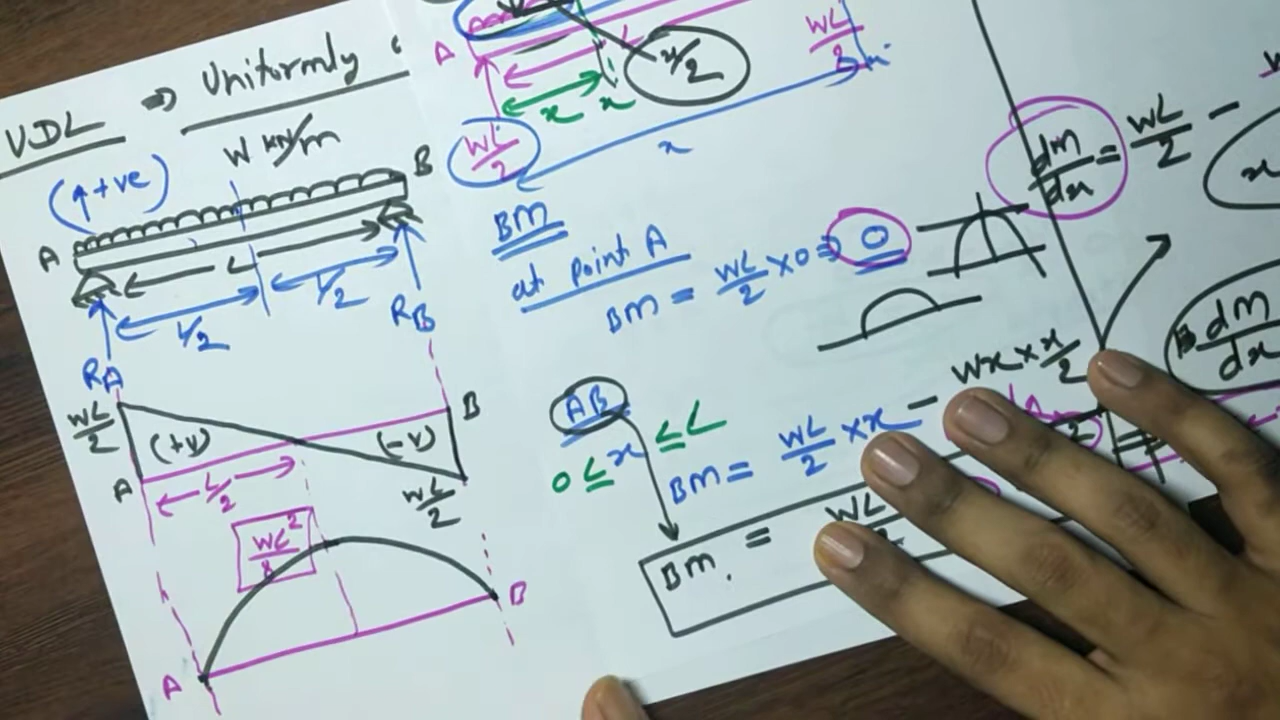 UDL ⇒ Uniformly
W kN/m
(↑+ve)
A
B
L
L/2
L/2
RA
RB
WL/2
(+v)
(-v)
B
A
L/2
WL/2
WL²/8
A
B
A
L
x/2
WL/2
x
x
WL/2
x
BM
at point A
BM = WL/2 × 0 = 0
AB
0 ≤ x ≤ L
BM = WL/2 × x - Wx × x/2
BM. = WL/2
dM/dx = WL/2 -
x
dM/dx